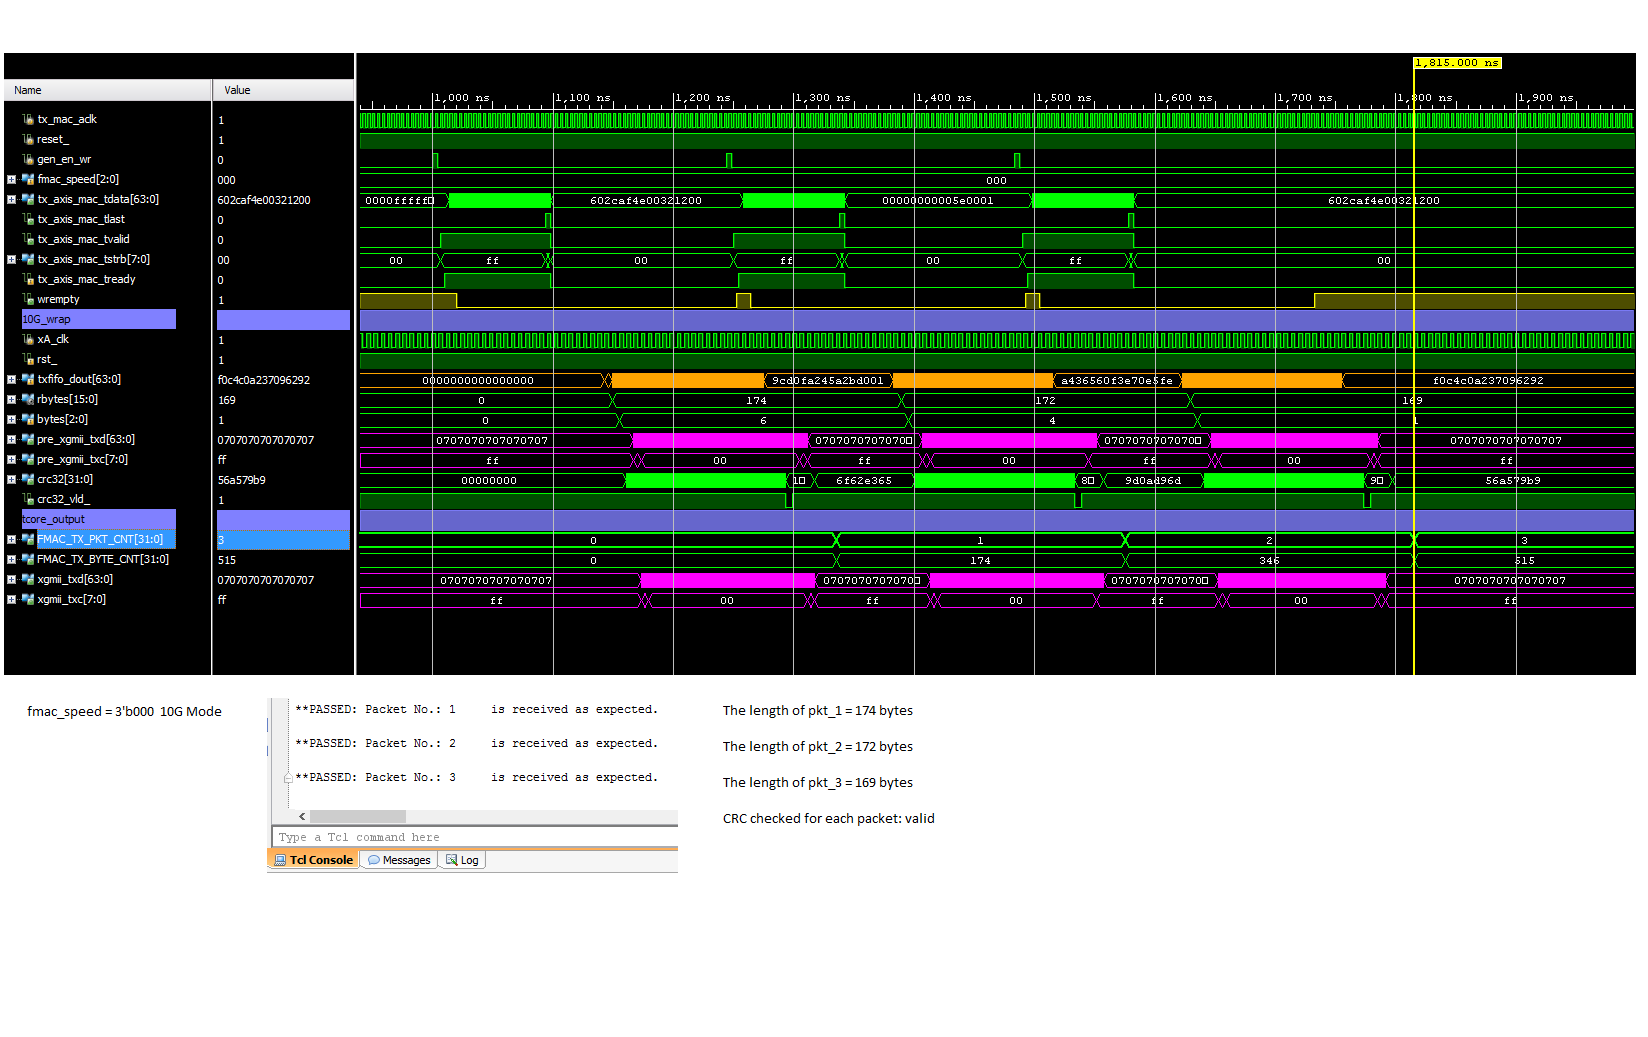 1,815.000 ns
Name Value
1,000 ns 1,100 ns 1,200 ns 1,300 ns 1,400 ns 1,500 ns 1,600 ns 1,700 ns 1,800 ns 1,900 ns
tx_mac_aclk 1
reset_ 1
gen_en_wr 0
fmac_speed[2:0] 000 000
tx_axis_mac_tdata[63:0] 602caf4e00321200 0000fffff 602caf4e00321200 00000000005e0001 602caf4e00321200
tx_axis_mac_tlast 0
tx_axis_mac_tvalid 0
tx_axis_mac_tstrb[7:0] 00 00 ff 00 ff 00 ff 00
tx_axis_mac_tready 0
wrempty 1
10G_wrap
xA_clk 1
rst_ 1
txfifo_dout[63:0] f0c4c0a237096292 0000000000000000 9cd0fa245a2bd001 a436560f3e70e5fe f0c4c0a237096292
rbytes[15:0] 169 0 174 172 169
bytes[2:0] 1 0 6 4 1
pre_xgmii_txd[63:0] 0707070707070707 0707070707070707 0707070707070 0707070707070 0707070707070707
pre_xgmii_txc[7:0] ff ff 00 ff 00 ff 00 ff
crc32[31:0] 56a579b9 00000000 1 6f62e365 8 9d0ad96d 9 56a579b9
crc32_vld_ 1
tcore_output
FMAC_TX_PKT_CNT[31:0] 3 0 1 2 3
FMAC_TX_BYTE_CNT[31:0] 515 0 174 346 515
xgmii_txd[63:0] 0707070707070707 0707070707070707 0707070707070 0707070707070 0707070707070707
xgmii_txc[7:0] ff ff 00 ff 00 ff 00 ff
fmac_speed = 3'b000 10G Mode
**PASSED: Packet No.: 1 is received as expected.
**PASSED: Packet No.: 2 is received as expected.
**PASSED: Packet No.: 3 is received as expected.
Type a Tcl command here
Tcl Console Messages Log
The length of pkt_1 = 174 bytes
The length of pkt_2 = 172 bytes
The length of pkt_3 = 169 bytes
CRC checked for each packet: valid